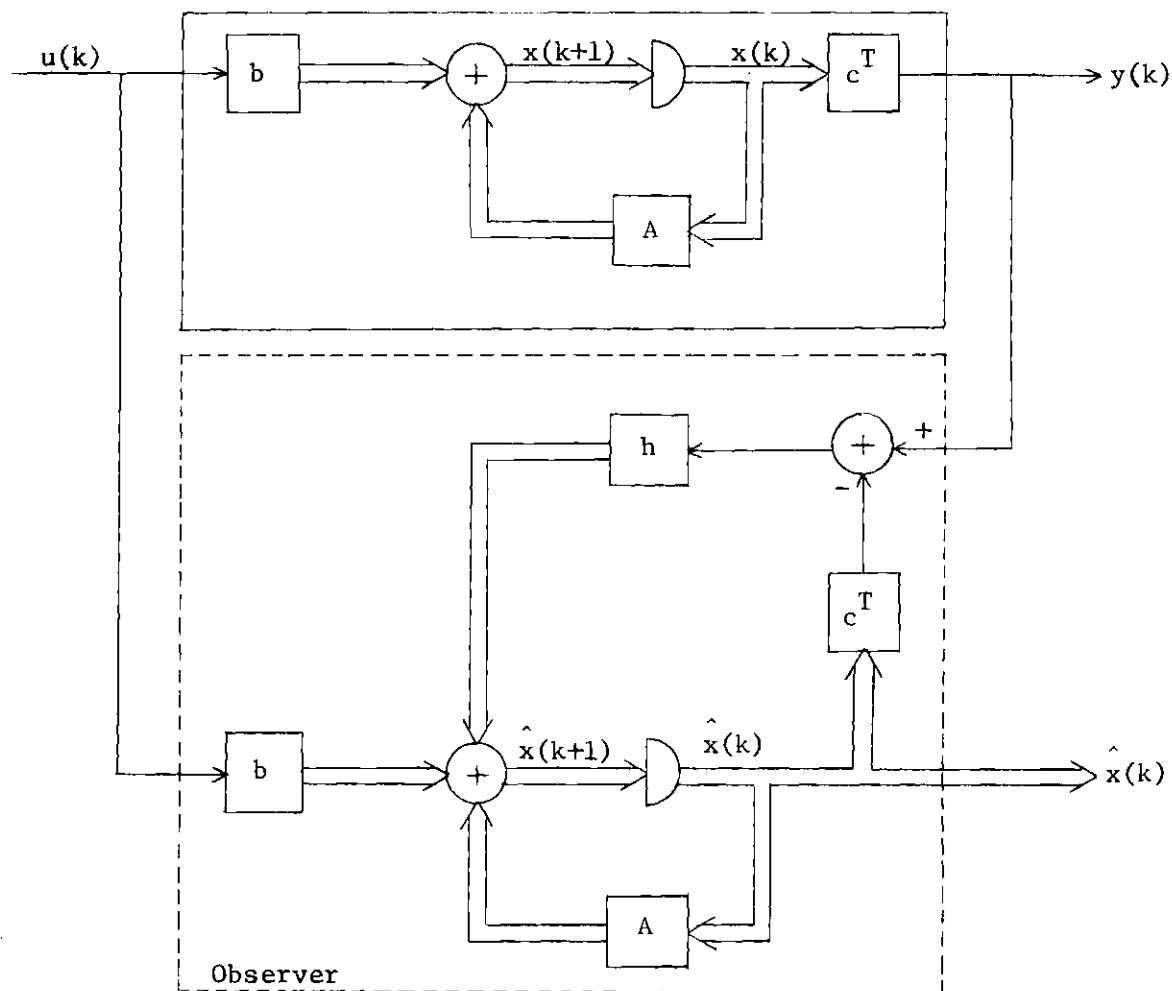 u(k)
b
+
x(k+1)
x(k)
c^T
y(k)
A
h
+
+
-
c^T
b
+
x̂(k+1)
x̂(k)
x̂(k)
A
Observer